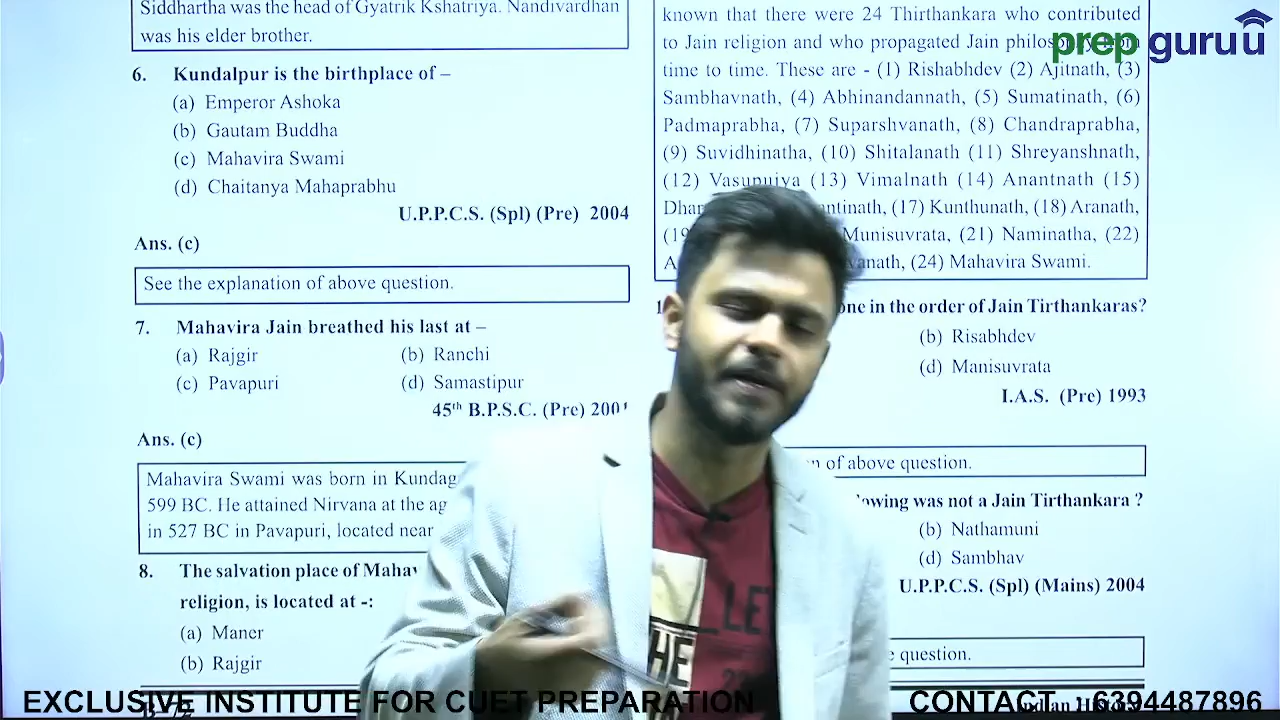 Siddhartha was the head of Gyatrik Kshatriya. Nandivardhan
was his elder brother.
6. Kundalpur is the birthplace of –
(a) Emperor Ashoka
(b) Gautam Buddha
(c) Mahavira Swami
(d) Chaitanya Mahaprabhu
U.P.P.C.S. (Spl) (Pre) 2004
Ans. (c)
See the explanation of above question.
7. Mahavira Jain breathed his last at –
(a) Rajgir (b) Ranchi
(c) Pavapuri (d) Samastipur
45th B.P.S.C. (Pre)
Ans. (c)
Mahavira Swami was born in
599 BC. He attained Nirvana at the
in 527 BC in Pavapuri, located near
8. The salvation place of
religion, is located at -:
(a) Maner
(b) Rajgir
known that there were 24 Thirthankara who contributed
to Jain religion and who propagated Jain
time to time. These are - (1) Rishabhdev (2) Ajitnath, (3)
Sambhavnath, (4) Abhinandannath, (5) Sumatinath, (6)
Padmaprabha, (7) Suparshvanath, (8) Chandraprabha,
(9) Suvidhinatha, (10) Shitalanath (11) Shreyanshnath,
(12) Vasupujya (13) Vimalnath (14) Anantnath (15)
(17) Kunthunath, (18) Aranath,
Munisuvrata, (21) Naminatha, (22)
(24) Mahavira Swami.
one in the order of Jain Tirthankaras?
(b) Risabhdev
(d) Manisuvrata
I.A.S. (Pre) 1993
of above question.
was not a Jain Tirthankara ?
(b) Nathamuni
(d) Sambhav
U.P.P.C.S. (Spl) (Mains) 2004
question.
prep guruu
LET
THE
EXCLUSIVE INSTITUTE FOR CUET PREPARATION
CONTACT : 6394487896